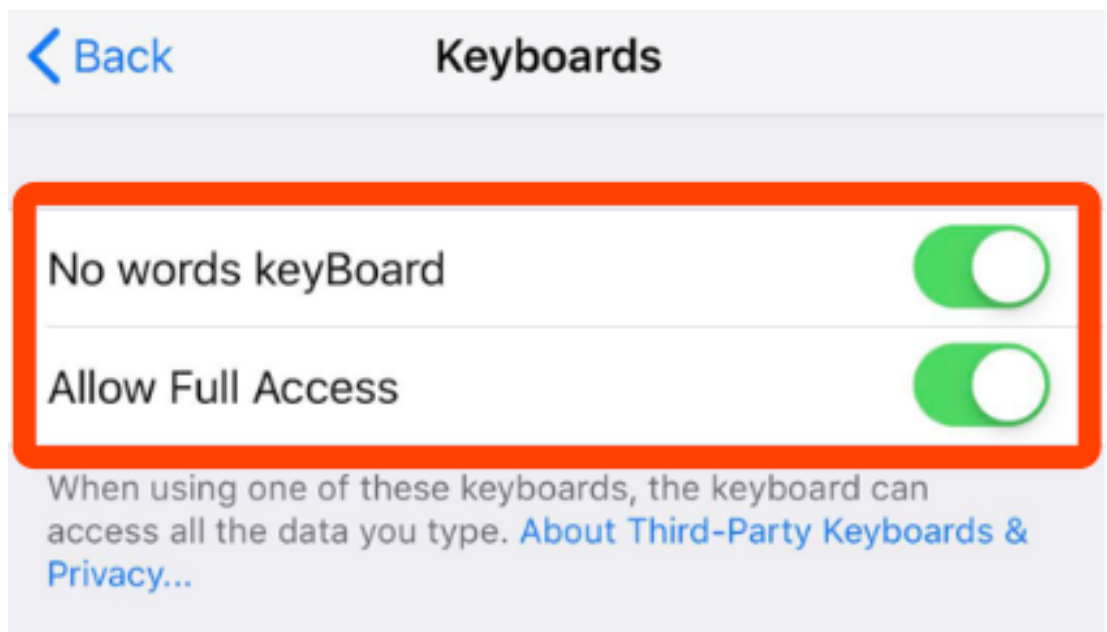 Back
Keyboards
No words keyBoard
Allow Full Access
When using one of these keyboards, the keyboard can
access all the data you type. About Third-Party Keyboards &
Privacy...